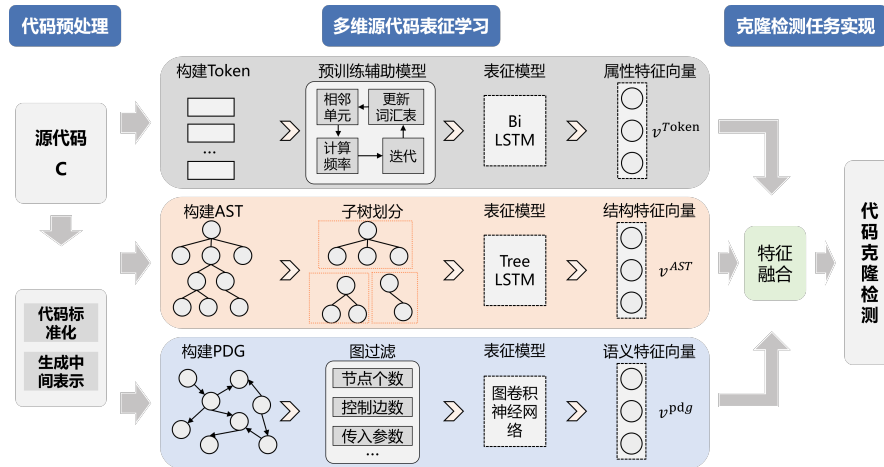 代码预处理
多维源代码表征学习
克隆检测任务实现
源代码
C
代码标
准化
生成中
间表示
构建Token
...
预训练辅助模型
相邻
单元
更新
词汇表
计算
频率
迭代
表征模型
Bi
LSTM
属性特征向量
v^Token
构建AST
子树划分
表征模型
Tree
LSTM
结构特征向量
v^AST
构建PDG
图过滤
节点个数
控制边数
传入参数
...
表征模型
图卷积
神经网
络
语义特征向量
v^pdg
特征
融合
代
码
克
隆
检
测